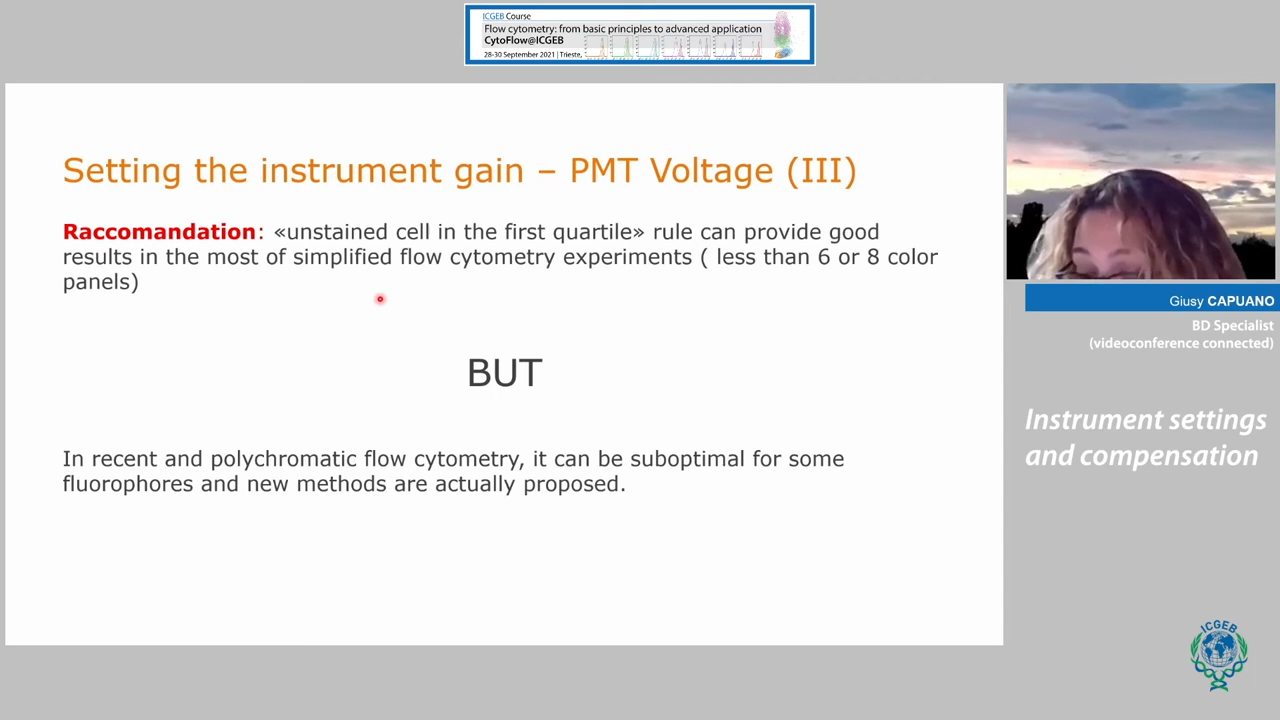 ICGEB Course
Flow cytometry: from basic principles to advanced application
CytoFlow@ICGEB
28-30 September 2021 | Trieste,
Setting the instrument gain – PMT Voltage (III)
Raccomandation: «unstained cell in the first quartile» rule can provide good
results in the most of simplified flow cytometry experiments ( less than 6 or 8 color
panels)
BUT
In recent and polychromatic flow cytometry, it can be suboptimal for some
fluorophores and new methods are actually proposed.
Giusy CAPUANO
BD Specialist
(videoconference connected)
Instrument settings
and compensation
ICGEB